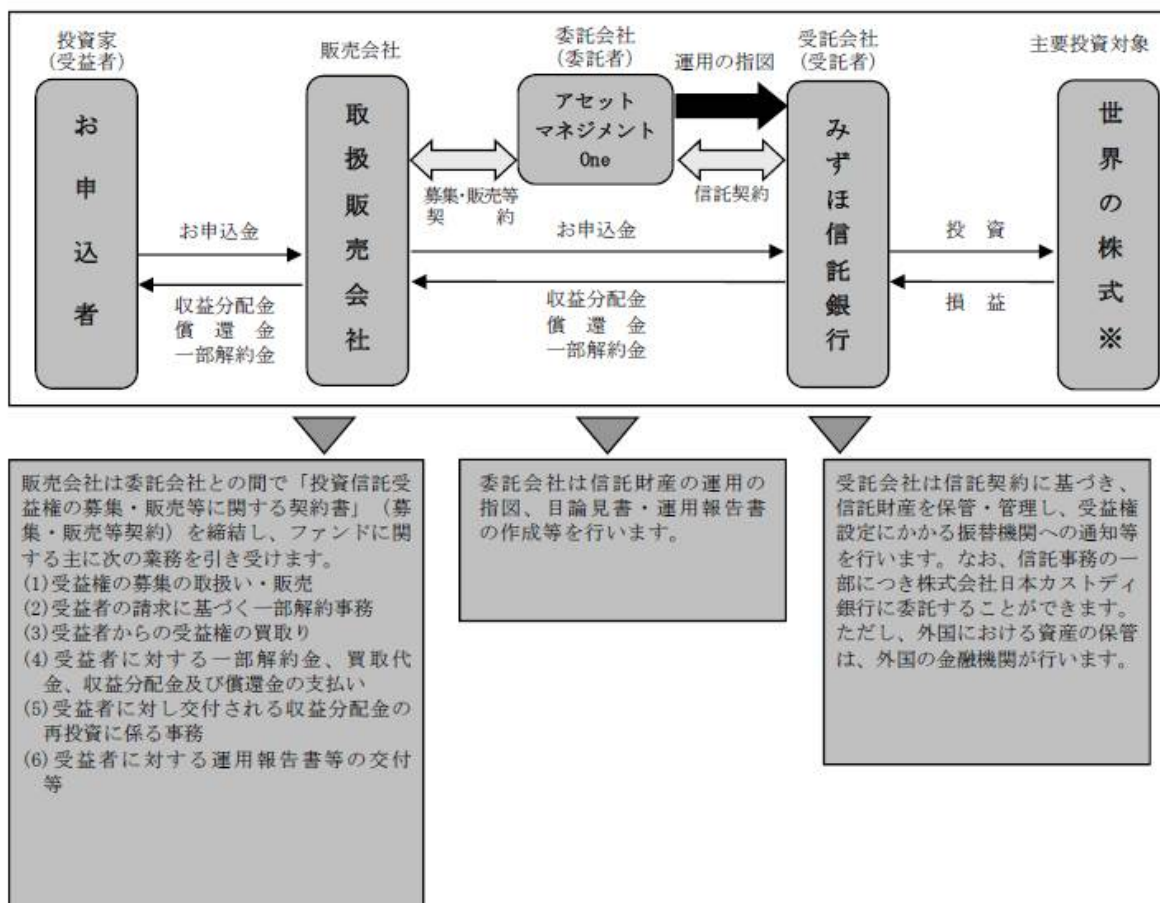 投資家
(受益者)
販売会社
委託会社
(委託者)
運用の指図
受託会社
(受託者)
主要投資対象
お申込者
取扱販売会社
アセット
マネジメント
One
みずほ信託銀行
世界の株式※
募集・販売等
契約
信託契約
お申込金
お申込金
投資
収益分配金
償還金
一部解約金
収益分配金
償還金
一部解約金
損益
販売会社は委託会社との間で「投資信託受
益権の募集・販売等に関する契約書」（募
集・販売等契約）を締結し、ファンドに関
する主に次の業務を引き受けます。
(1)受益権の募集の取扱い・販売
(2)受益者の請求に基づく一部解約事務
(3)受益者からの受益権の買取り
(4)受益者に対する一部解約金、買取代
金、収益分配金及び償還金の支払い
(5)受益者に対し交付される収益分配金の
再投資に係る事務
(6)受益者に対する運用報告書等の交付
等
委託会社は信託財産の運用の
指図、目論見書・運用報告書
の作成等を行います。
受託会社は信託契約に基づき、
信託財産を保管・管理し、受益権
設定にかかる振替機関への通知等
を行います。なお、信託事務の一
部につき株式会社日本カストディ
銀行に委託することができます。
ただし、外国における資産の保管
は、外国の金融機関が行います。